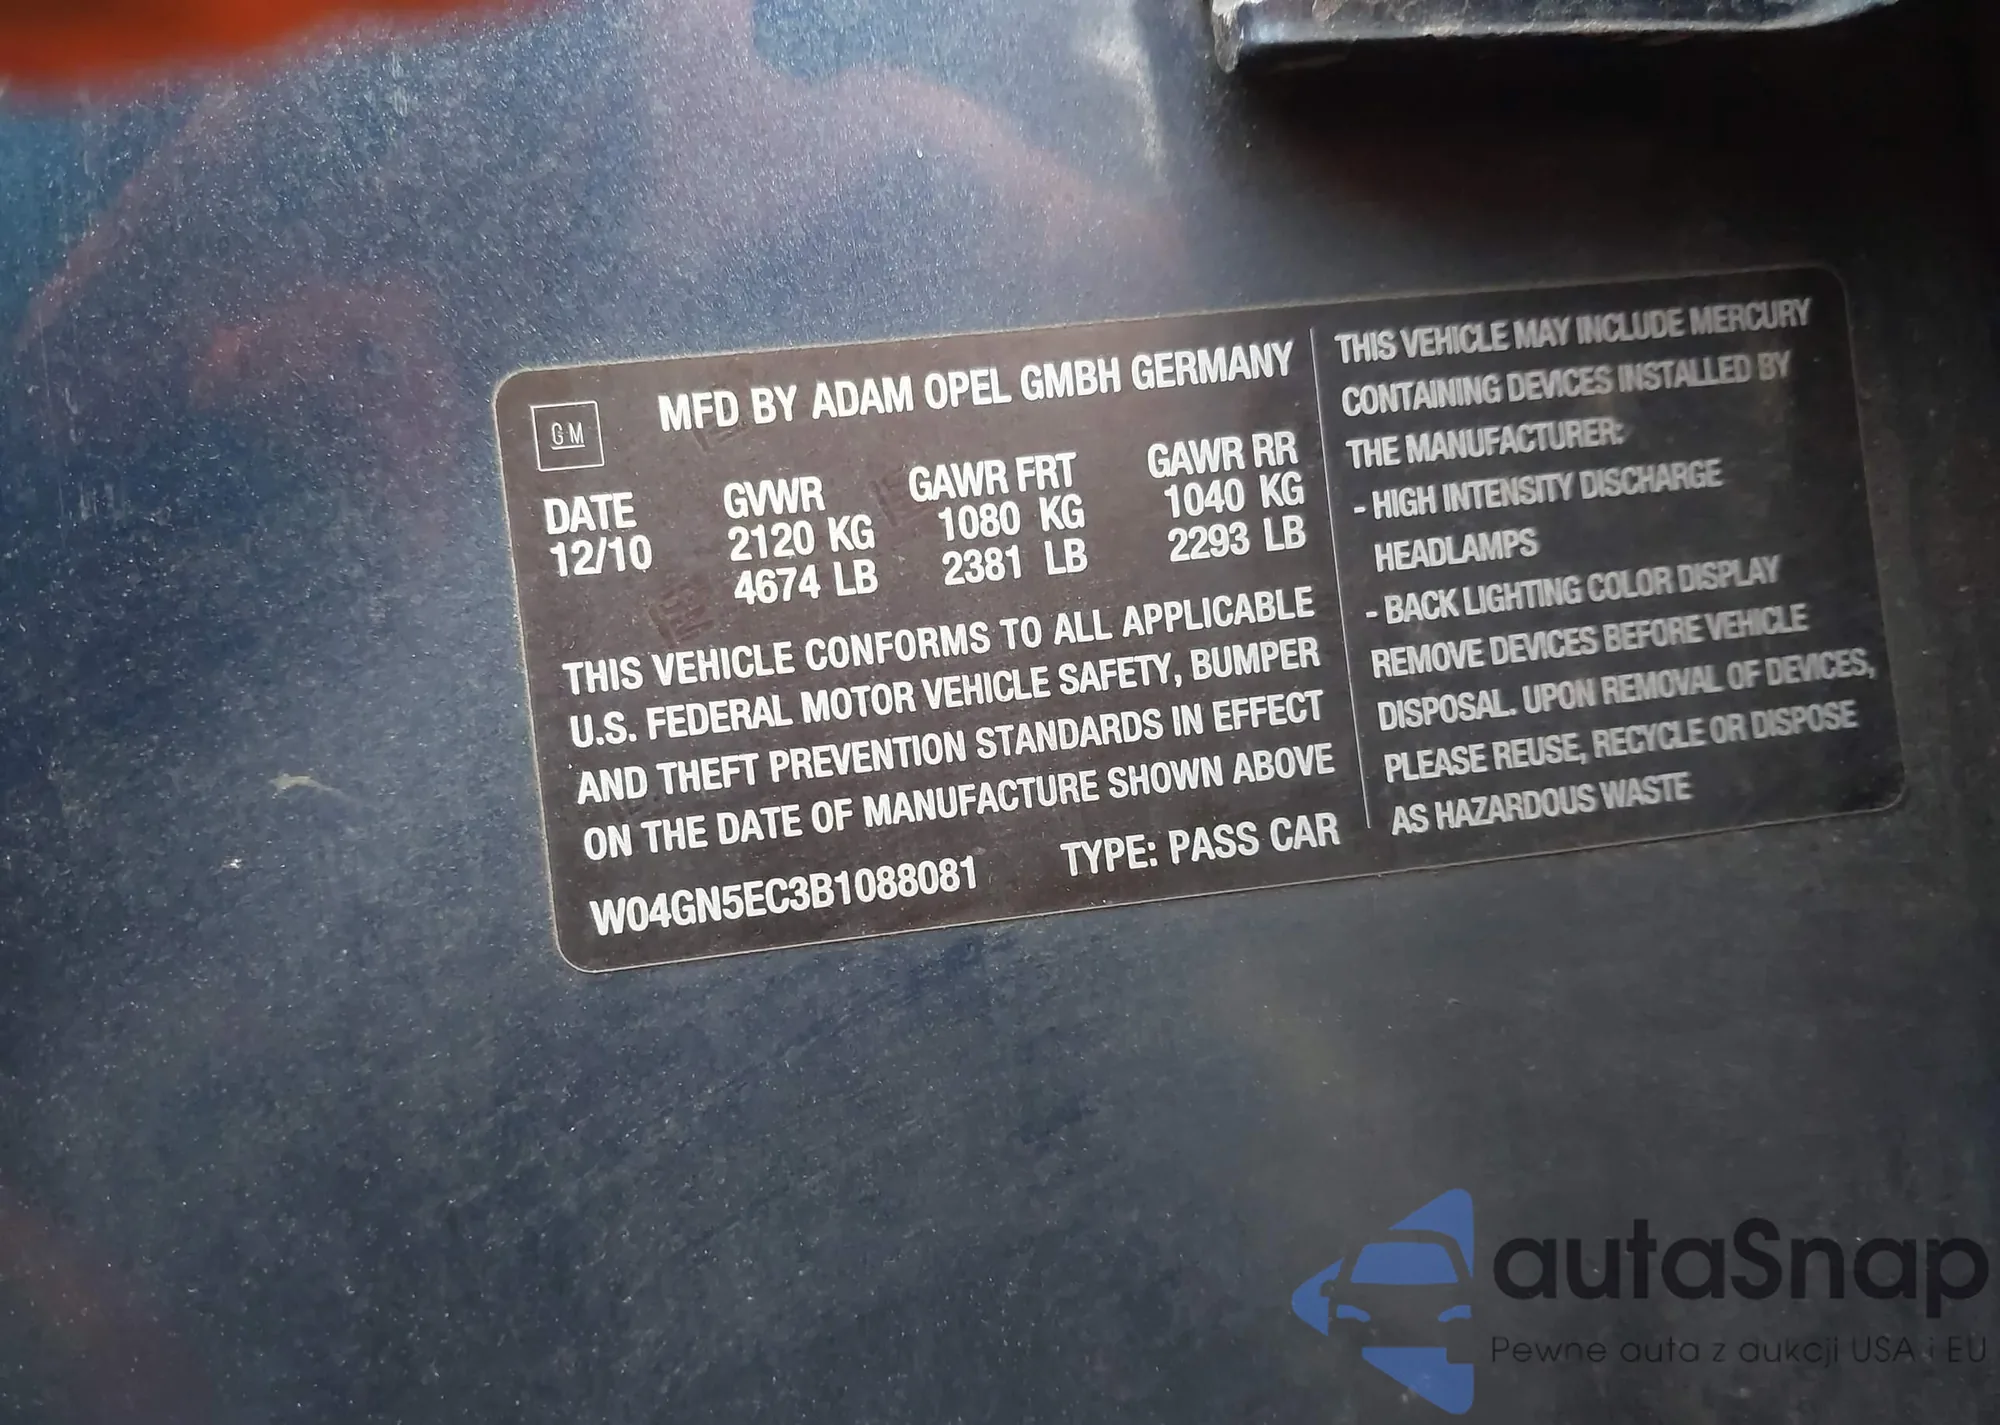 GM
MFD BY ADAM OPEL GMBH GERMANY
DATE GVWR GAWR FRT GAWR RR
12/10 2120 KG 1080 KG 1040 KG
4674 LB 2381 LB 2293 LB
THIS VEHICLE CONFORMS TO ALL APPLICABLE
U.S. FEDERAL MOTOR VEHICLE SAFETY, BUMPER
AND THEFT PREVENTION STANDARDS IN EFFECT
ON THE DATE OF MANUFACTURE SHOWN ABOVE
W04GN5EC3B1088081 TYPE: PASS CAR
THIS VEHICLE MAY INCLUDE MERCURY
CONTAINING DEVICES INSTALLED BY
THE MANUFACTURER:
- HIGH INTENSITY DISCHARGE
HEADLAMPS
- BACK LIGHTING COLOR DISPLAY
REMOVE DEVICES BEFORE VEHICLE
DISPOSAL. UPON REMOVAL OF DEVICES,
PLEASE REUSE, RECYCLE OR DISPOSE
AS HAZARDOUS WASTE
autaSnap
Pewne auta z aukcji USA i EU